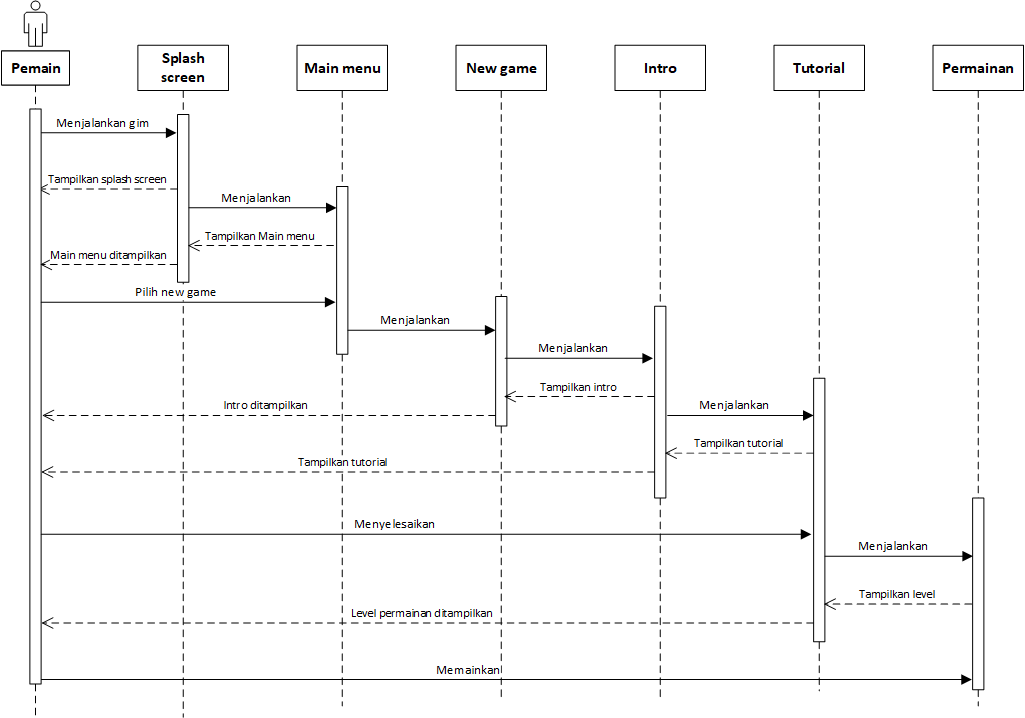 Pemain
Splash
screen
Main menu
New game
Intro
Tutorial
Permainan
Menjalankan gim
Tampilkan splash screen
Menjalankan
Tampilkan Main menu
Main menu ditampilkan
Pilih new game
Menjalankan
Menjalankan
Tampilkan intro
Intro ditampilkan
Menjalankan
Tampilkan tutorial
Tampilkan tutorial
Menyelesaikan
Menjalankan
Tampilkan level
Level permainan ditampilkan
Memainkan